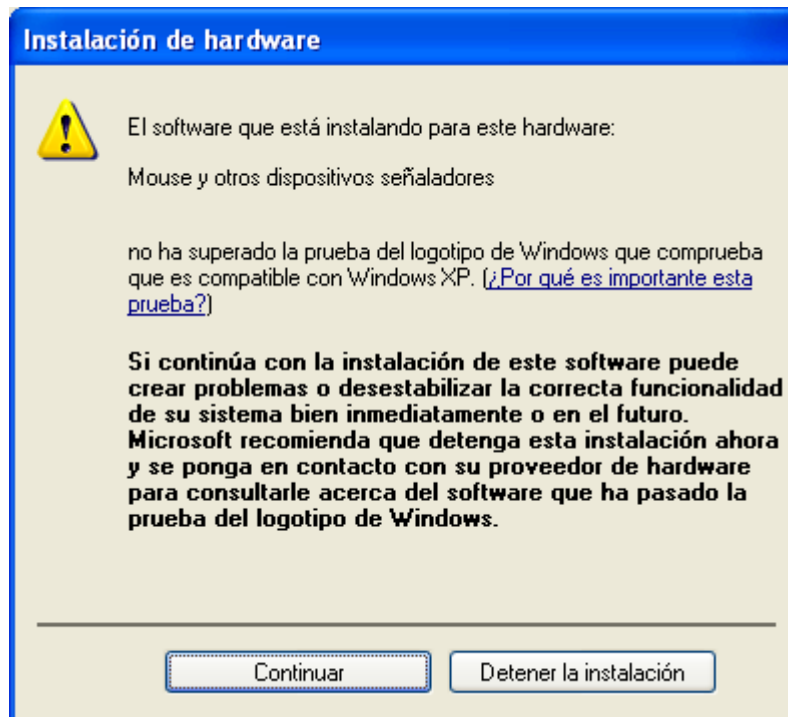 Instalación de hardware
El software que está instalando para este hardware:
Mouse y otros dispositivos señaladores
no ha superado la prueba del logotipo de Windows que comprueba
que es compatible con Windows XP. (¿Por qué es importante esta
prueba?)
Si continúa con la instalación de este software puede
crear problemas o desestabilizar la correcta funcionalidad
de su sistema bien inmediatamente o en el futuro.
Microsoft recomienda que detenga esta instalación ahora
y se ponga en contacto con su proveedor de hardware
para consultarle acerca del software que ha pasado la
prueba del logotipo de Windows.
Continuar Detener la instalación